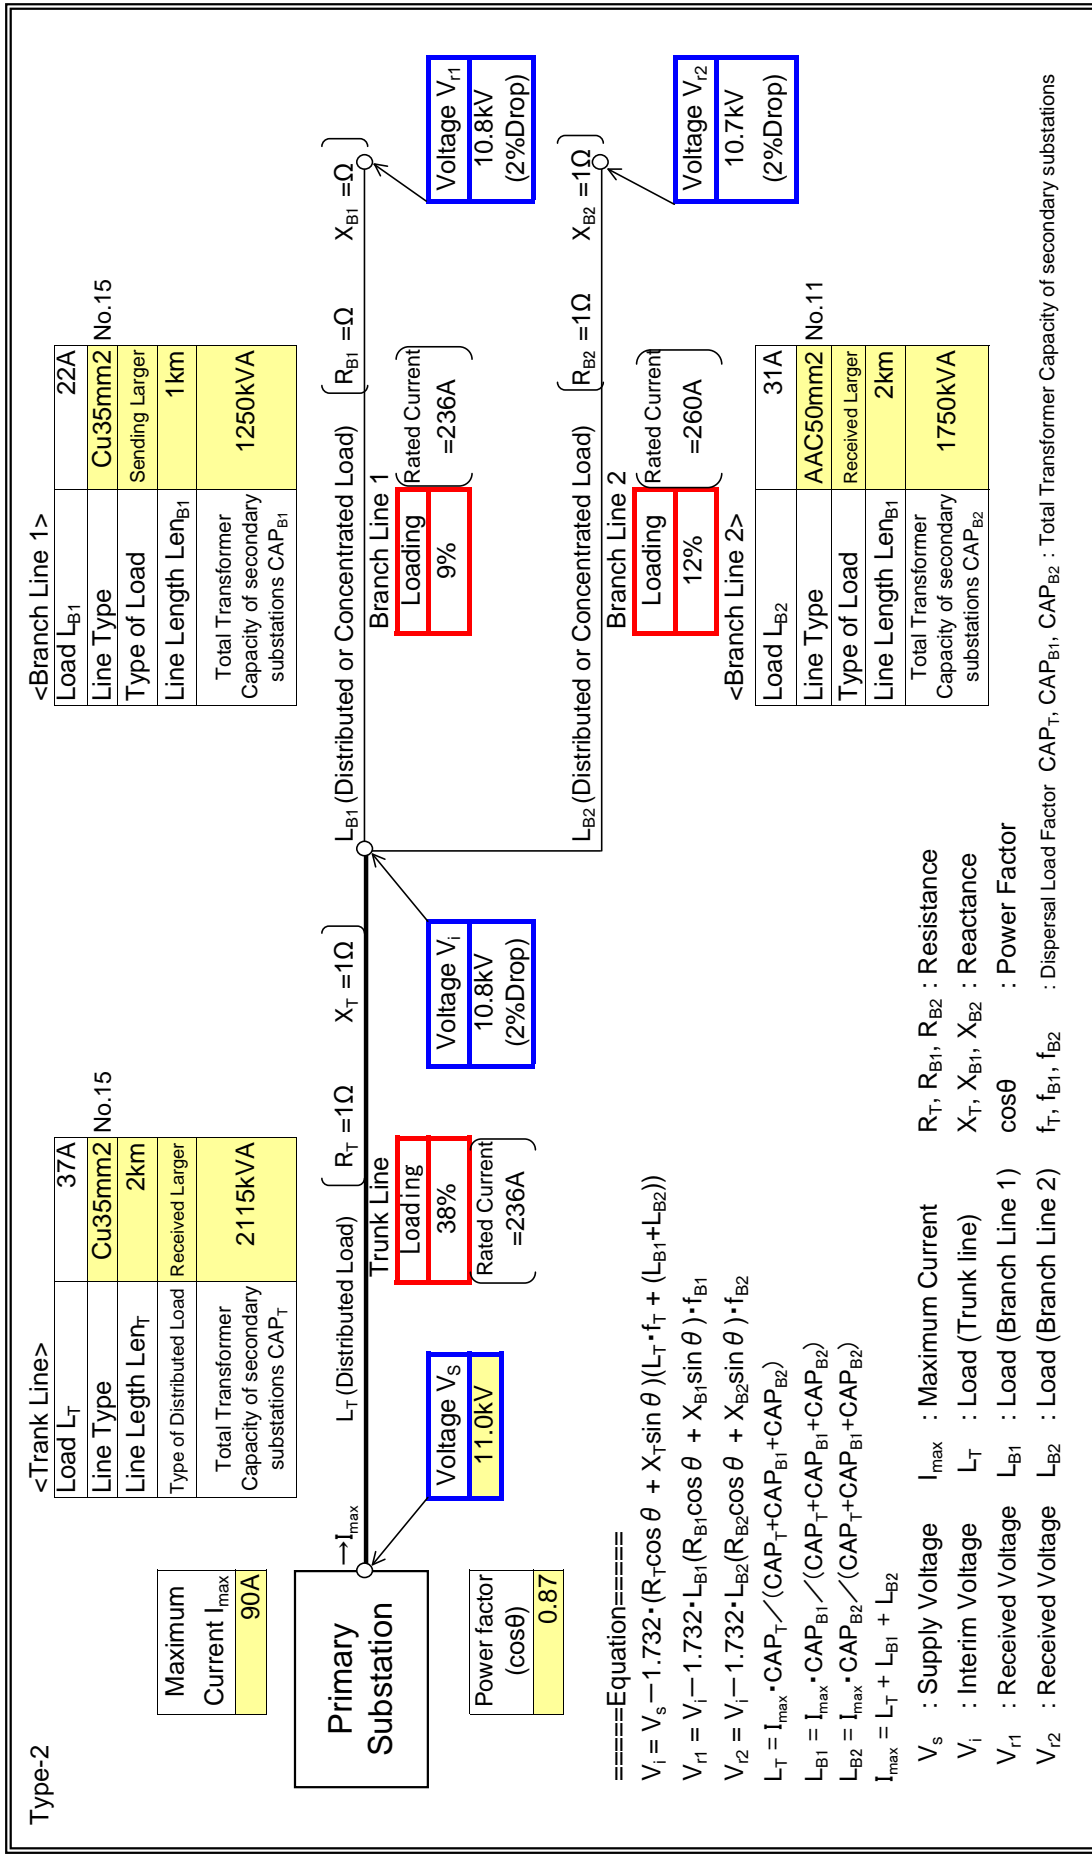 Type-2
Maximum
Current Imax
90A
<Trank Line>
Load LT 37A
Line Type Cu35mm2 No.15
Line Legth LenT 2km
Type of Distributed Load Received Larger
Total Transformer
Capacity of secondary
substations CAPT
2115kVA
<Branch Line 1>
Load LB1 22A
Line Type Cu35mm2 No.15
Type of Load Sending Larger
Line Length LenB1 1km
Total Transformer
Capacity of secondary
substations CAPB1
1250kVA
Primary
Substation
→Imax
LT (Distributed Load)
RT =1Ω XT =1Ω
LB1 (Distributed or Concentrated Load)
RB1 =Ω XB1 =Ω
Trunk Line
Loading
38%
Rated Current
=236A
Branch Line 1
Loading
9%
Rated Current
=236A
Voltage VS
11.0kV
Voltage Vi
10.8kV
(2%Drop)
Voltage Vr1
10.8kV
(2%Drop)
Power factor
(cosθ)
0.87
LB2 (Distributed or Concentrated Load)
RB2 =1Ω XB2 =1Ω
Branch Line 2
Loading
12%
Rated Current
=260A
Voltage Vr2
10.7kV
(2%Drop)
<Branch Line 2>
Load LB2 31A
Line Type AAC50mm2 No.11
Type of Load Received Larger
Line Length LenB1 2km
Total Transformer
Capacity of secondary
substations CAPB2
1750kVA
=====Equation=====
Vi = Vs－1.732･(RTcosθ + XTsinθ)(LT･fT + (LB1+LB2))
Vr1 = Vi－1.732･LB1(RB1cosθ + XB1sinθ)･fB1
Vr2 = Vi－1.732･LB2(RB2cosθ + XB2sinθ)･fB2
LT = Imax･CAPT／(CAPT+CAPB1+CAPB2)
LB1 = Imax･CAPB1／(CAPT+CAPB1+CAPB2)
LB2 = Imax･CAPB2／(CAPT+CAPB1+CAPB2)
Imax = LT + LB1 + LB2
Vs : Supply Voltage Imax : Maximum Current RT, RB1, RB2 : Resistance
Vi : Interim Voltage LT : Load (Trunk line) XT, XB1, XB2 : Reactance
Vr1 : Received Voltage LB1 : Load (Branch Line 1) cosθ : Power Factor
Vr2 : Received Voltage LB2 : Load (Branch Line 2) fT, fB1, fB2 : Dispersal Load Factor CAPT, CAPB1, CAPB2 : Total Transformer Capacity of secondary substations